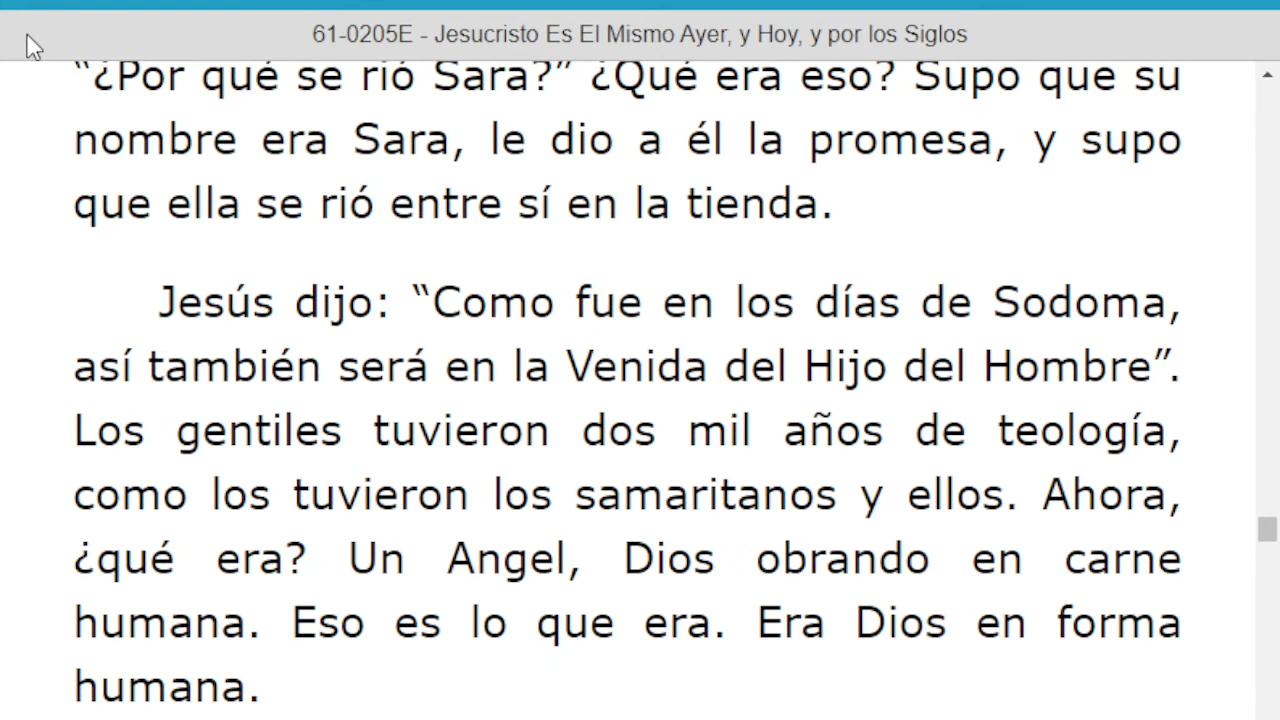 61-0205E - Jesucristo Es El Mismo Ayer, y Hoy, y por los Siglos
“¿Por qué se rió Sara?” ¿Qué era eso? Supo que su
nombre era Sara, le dio a él la promesa, y supo
que ella se rió entre sí en la tienda.
Jesús dijo: “Como fue en los días de Sodoma,
así también será en la Venida del Hijo del Hombre”.
Los gentiles tuvieron dos mil años de teología,
como los tuvieron los samaritanos y ellos. Ahora,
¿qué era? Un Angel, Dios obrando en carne
humana. Eso es lo que era. Era Dios en forma
humana.